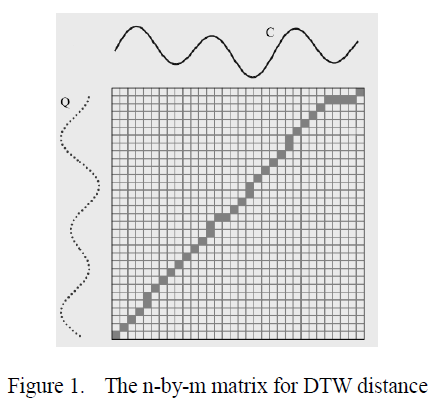 C
Q
Figure 1. The n-by-m matrix for DTW distance